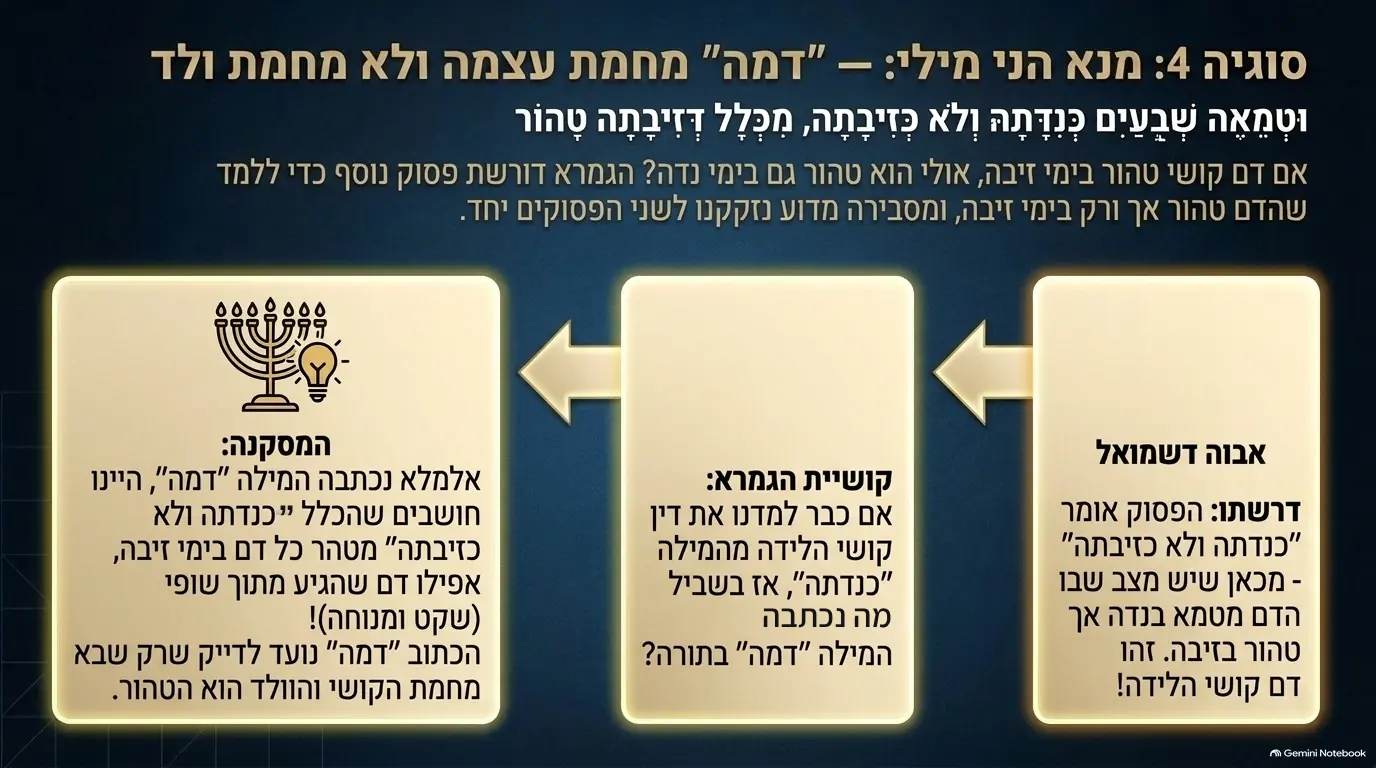 סוגיה 4: מנא הני מילי: – "דמה" מחמת עצמה ולא מחמת ולד
וּטְמֵאֶה שְׁבֻעַיִם כְּנִדָּתָהּ וְלֹא כְּזִיבָתָה, מִכְּלָל דְּזִיבָתָה טָהוֹר
אם דם קושי טהור בימי זיבה, אולי הוא טהור גם בימי נדה? הגמרא דורשת פסוק נוסף כדי ללמד
שהדם טהור אך ורק בימי זיבה, ומסבירה מדוע נזקקנו לשני הפסוקים יחד.
אבוה דשמואל
דרשתו: הפסוק אומר
"כנדתה ולא כזיבתה"
- מכאן שיש מצב שבו
הדם מטמא בנדה אך
טהור בזיבה. זהו
דם קושי הלידה!
קושיית הגמרא:
אם כבר למדנו את דין
קושי הלידה מהמילה
"כנדתה", אז בשביל
מה נכתבה
המילה "דמה" בתורה?
המסקנה:
אלמלא נכתבה המילה "דמה", היינו
חושבים שהכלל "כנדתה ולא
כזיבתה" מטהר כל דם בימי זיבה,
אפילו דם שהגיע מתוך שופי
(שקט ומנוחה)!
הכתוב "דמה" נועד לדייק שרק שבא
מחמת הקושי והוולד הוא הטהור.
Gemini Notebook